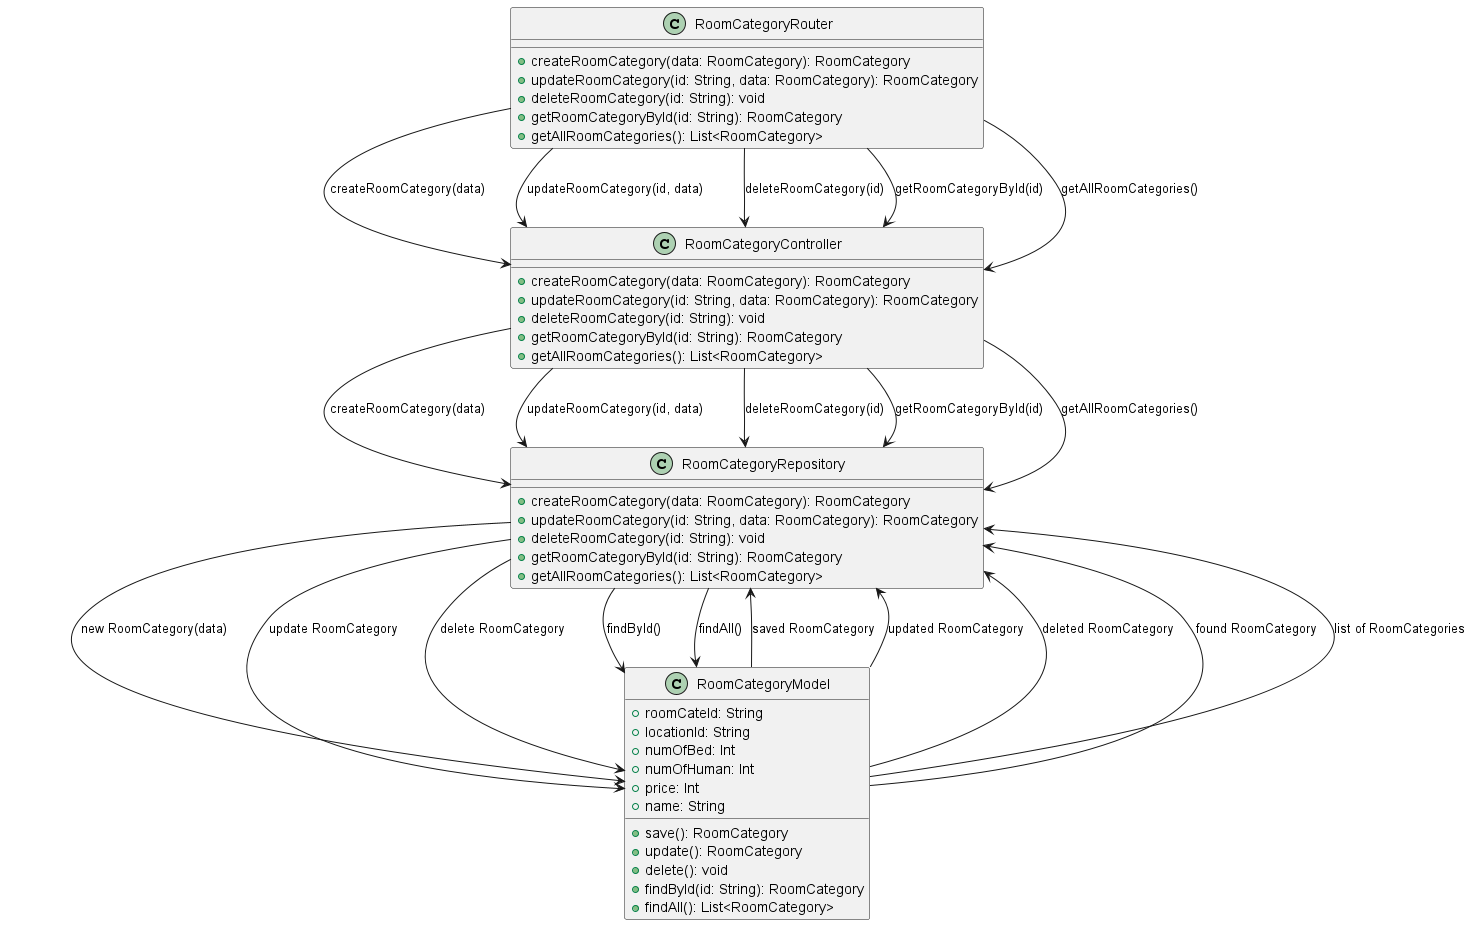 C RoomCategoryRouter
createRoomCategory(data: RoomCategory): RoomCategory
updateRoomCategory(id: String, data: RoomCategory): RoomCategory
deleteRoomCategory(id: String): void
getRoomCategoryById(id: String): RoomCategory
getAllRoomCategories(): List<RoomCategory>
createRoomCategory(data) updateRoomCategory(id, data) deleteRoomCategory(id) getRoomCategoryById(id) getAllRoomCategories()
C RoomCategoryController
createRoomCategory(data: RoomCategory): RoomCategory
updateRoomCategory(id: String, data: RoomCategory): RoomCategory
deleteRoomCategory(id: String): void
getRoomCategoryById(id: String): RoomCategory
getAllRoomCategories(): List<RoomCategory>
createRoomCategory(data) updateRoomCategory(id, data) deleteRoomCategory(id) getRoomCategoryById(id) getAllRoomCategories()
C RoomCategoryRepository
createRoomCategory(data: RoomCategory): RoomCategory
updateRoomCategory(id: String, data: RoomCategory): RoomCategory
deleteRoomCategory(id: String): void
getRoomCategoryById(id: String): RoomCategory
getAllRoomCategories(): List<RoomCategory>
new RoomCategory(data) update RoomCategory delete RoomCategory findById() findAll() saved RoomCategory updated RoomCategory deleted RoomCategory found RoomCategory list of RoomCategories
C RoomCategoryModel
roomCateId: String
locationId: String
numOfBed: Int
numOfHuman: Int
price: Int
name: String
save(): RoomCategory
update(): RoomCategory
delete(): void
findById(id: String): RoomCategory
findAll(): List<RoomCategory>